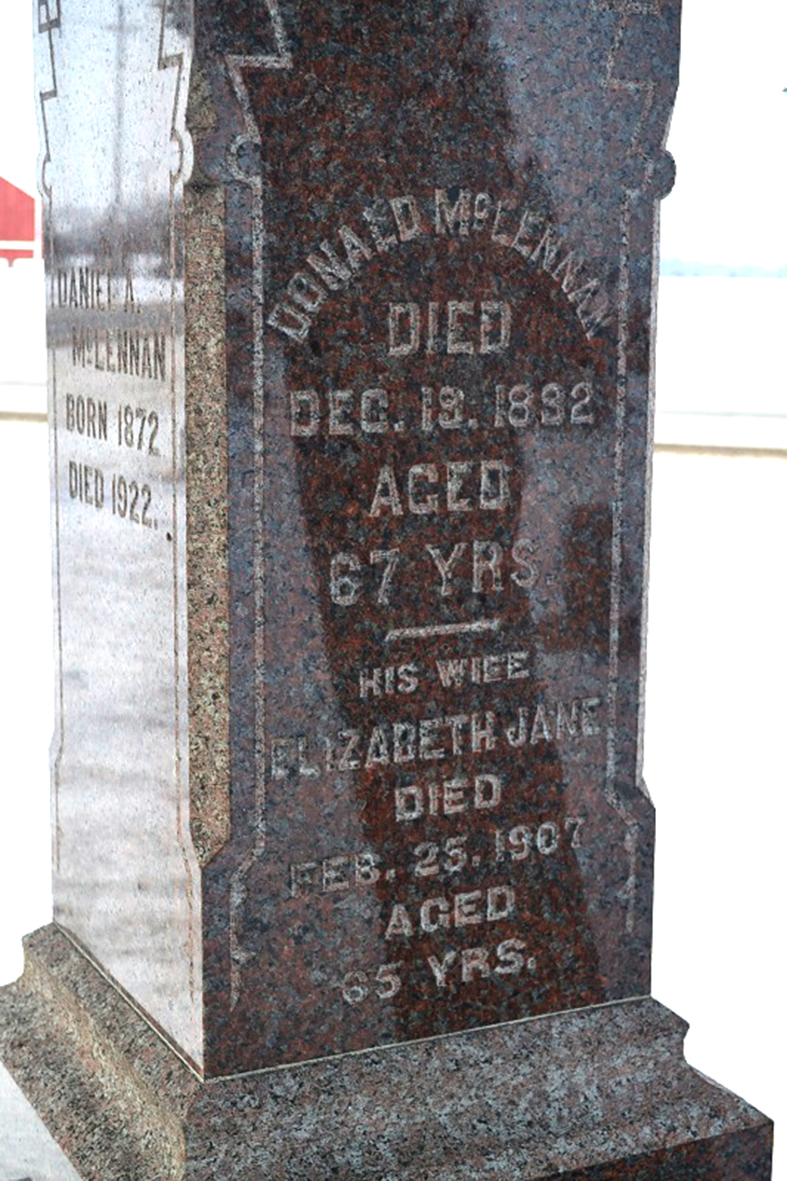 DANIEL A.
McLENNAN
BORN 1872
DIED 1922.
DONALD McLENNAN
DIED
DEC. 19. 1892
AGED
67 YRS.
HIS WIFE
ELIZABETH JANE
DIED
FEB. 25. 1907
AGED
65 YRS.